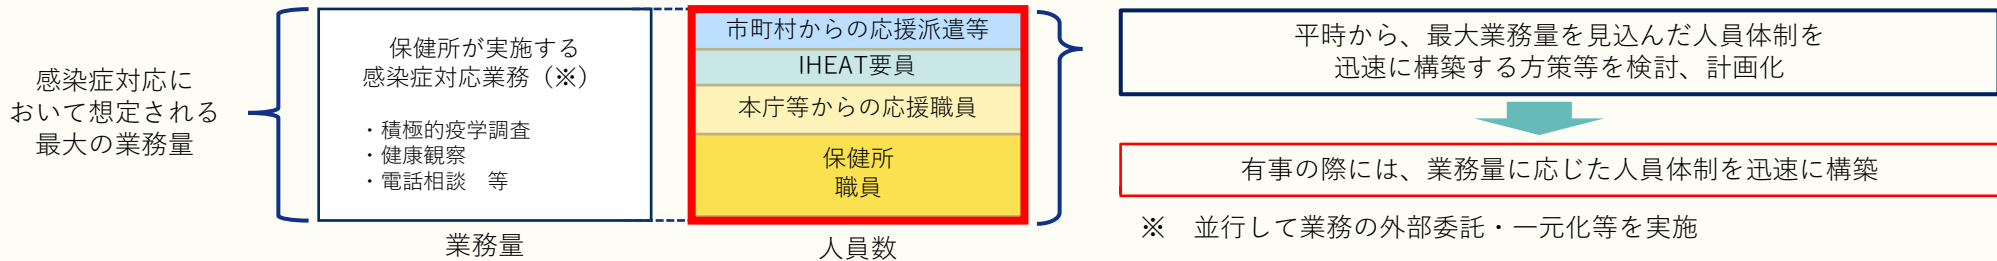 感染症対応に
おいて想定される
最大の業務量
保健所が実施する
感染症対応業務（※）
・積極的疫学調査
・健康観察
・電話相談　等
業務量
市町村からの応援派遣等
IHEAT要員
本庁等からの応援職員
保健所
職員
人員数
平時から、最大業務量を見込んだ人員体制を
迅速に構築する方策等を検討、計画化
有事の際には、業務量に応じた人員体制を迅速に構築
※　並行して業務の外部委託・一元化等を実施